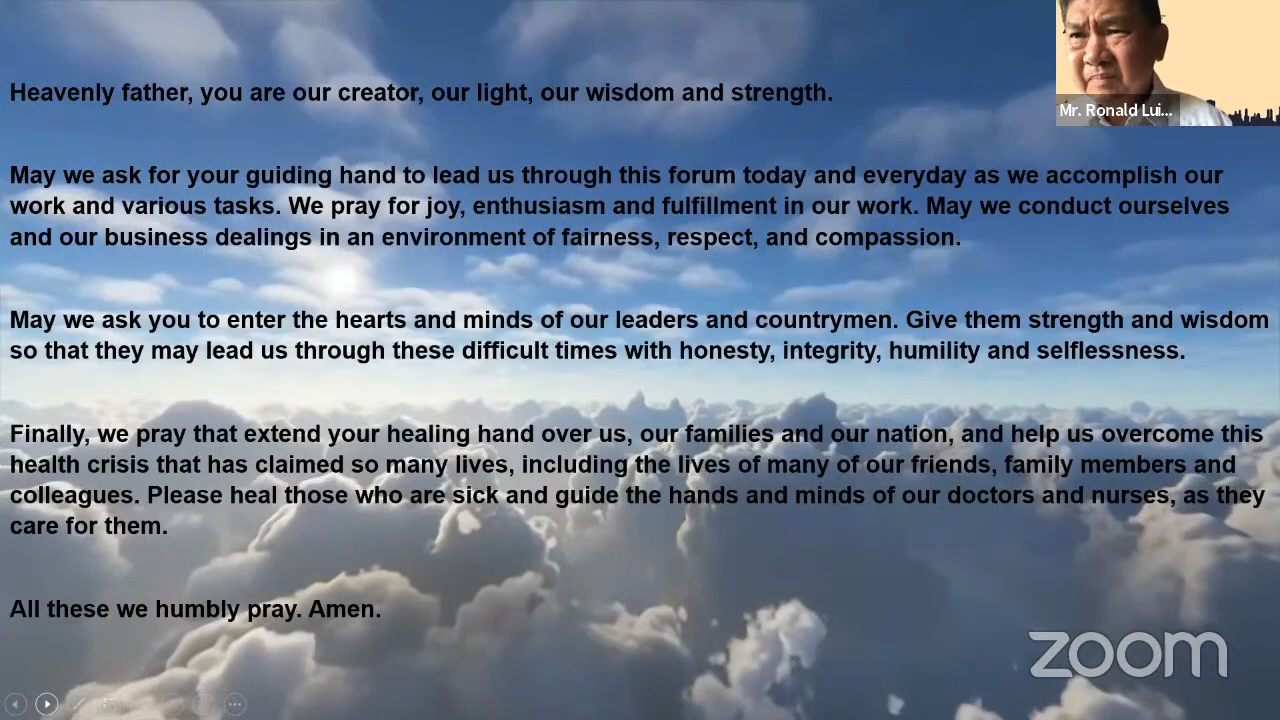 Heavenly father, you are our creator, our light, our wisdom and strength.
Mr. Ronald Lui...
May we ask for your guiding hand to lead us through this forum today and everyday as we accomplish our
work and various tasks. We pray for joy, enthusiasm and fulfillment in our work. May we conduct ourselves
and our business dealings in an environment of fairness, respect, and compassion.
May we ask you to enter the hearts and minds of our leaders and countrymen. Give them strength and wisdom
so that they may lead us through these difficult times with honesty, integrity, humility and selflessness.
Finally, we pray that extend your healing hand over us, our families and our nation, and help us overcome this
health crisis that has claimed so many lives, including the lives of many of our friends, family members and
colleagues. Please heal those who are sick and guide the hands and minds of our doctors and nurses, as they
care for them.
All these we humbly pray. Amen.
zoom